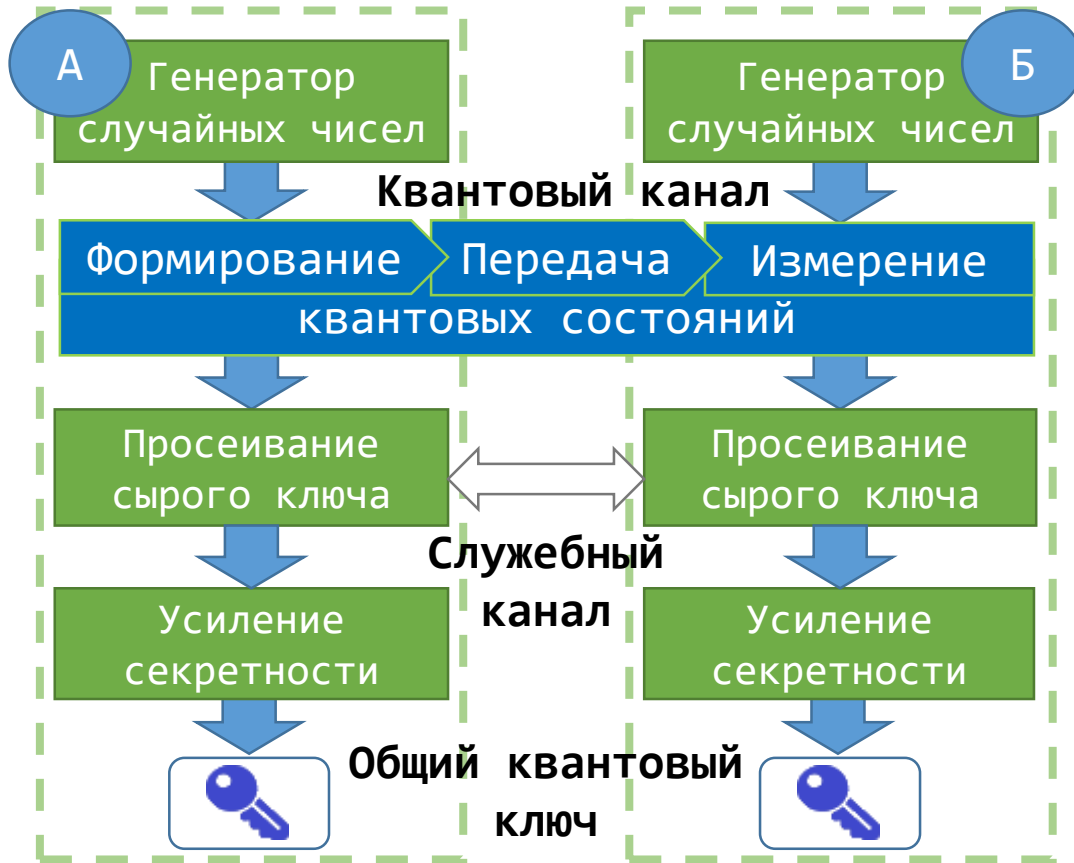 А
Генератор
случайных чисел
Генератор
случайных чисел
Б
Квантовый канал
Формирование
Передача
Измерение
квантовых состояний
Просеивание
сырого ключа
Просеивание
сырого ключа
Служебный
канал
Усиление
секретности
Усиление
секретности
Общий квантовый
ключ